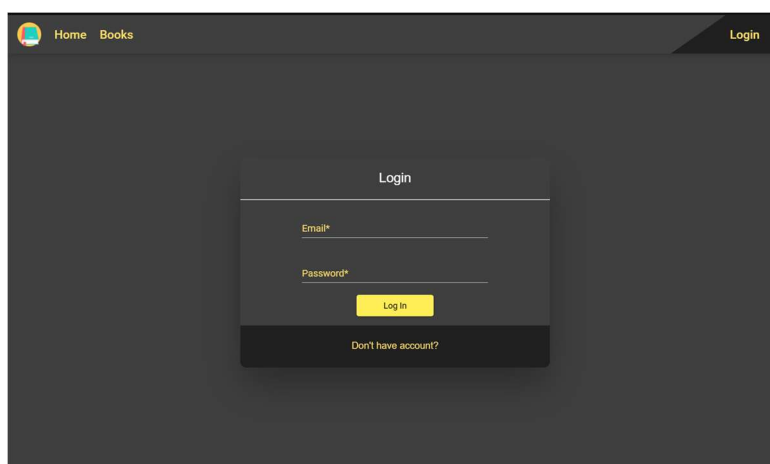 Home Books Login
Login
Email*
Password*
Log In
Don't have account?